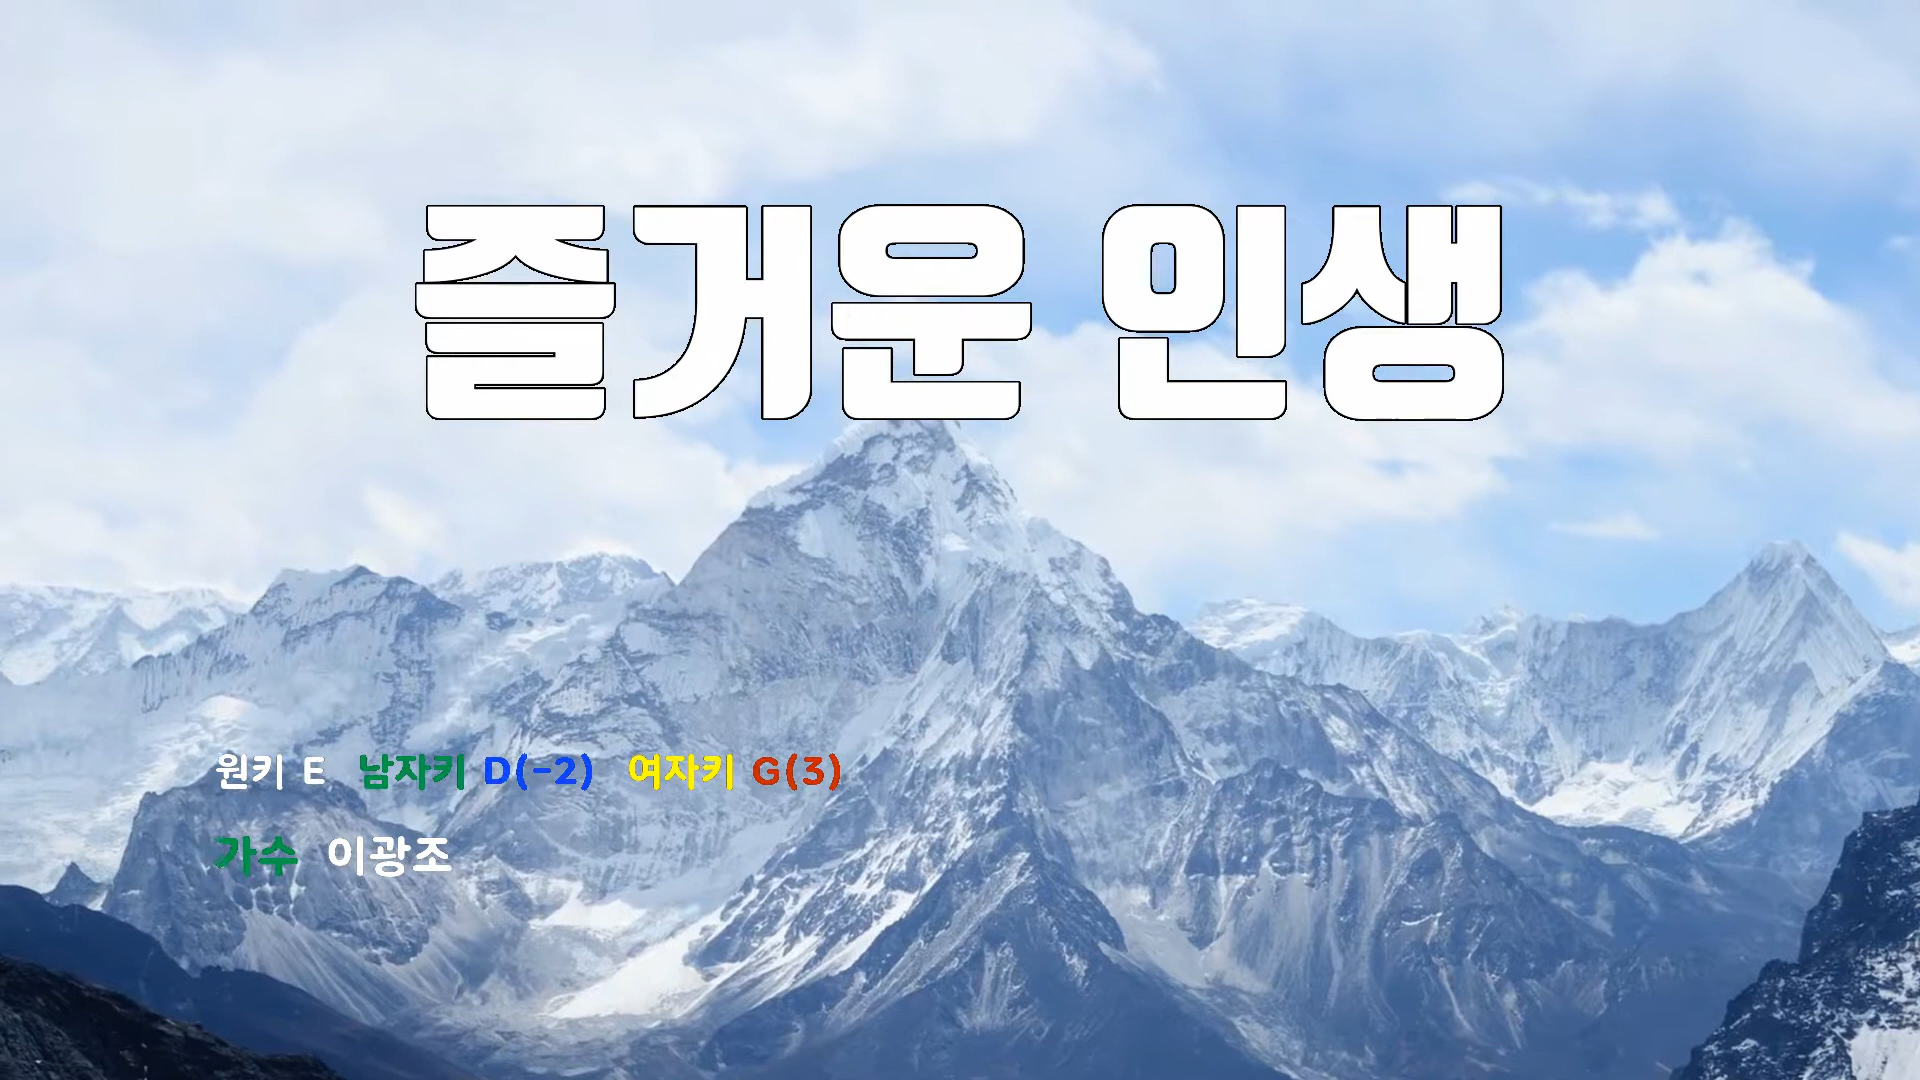 즐거운 인생
원키 E 남자키 D(-2) 여자키 G(3)
가수 이광조